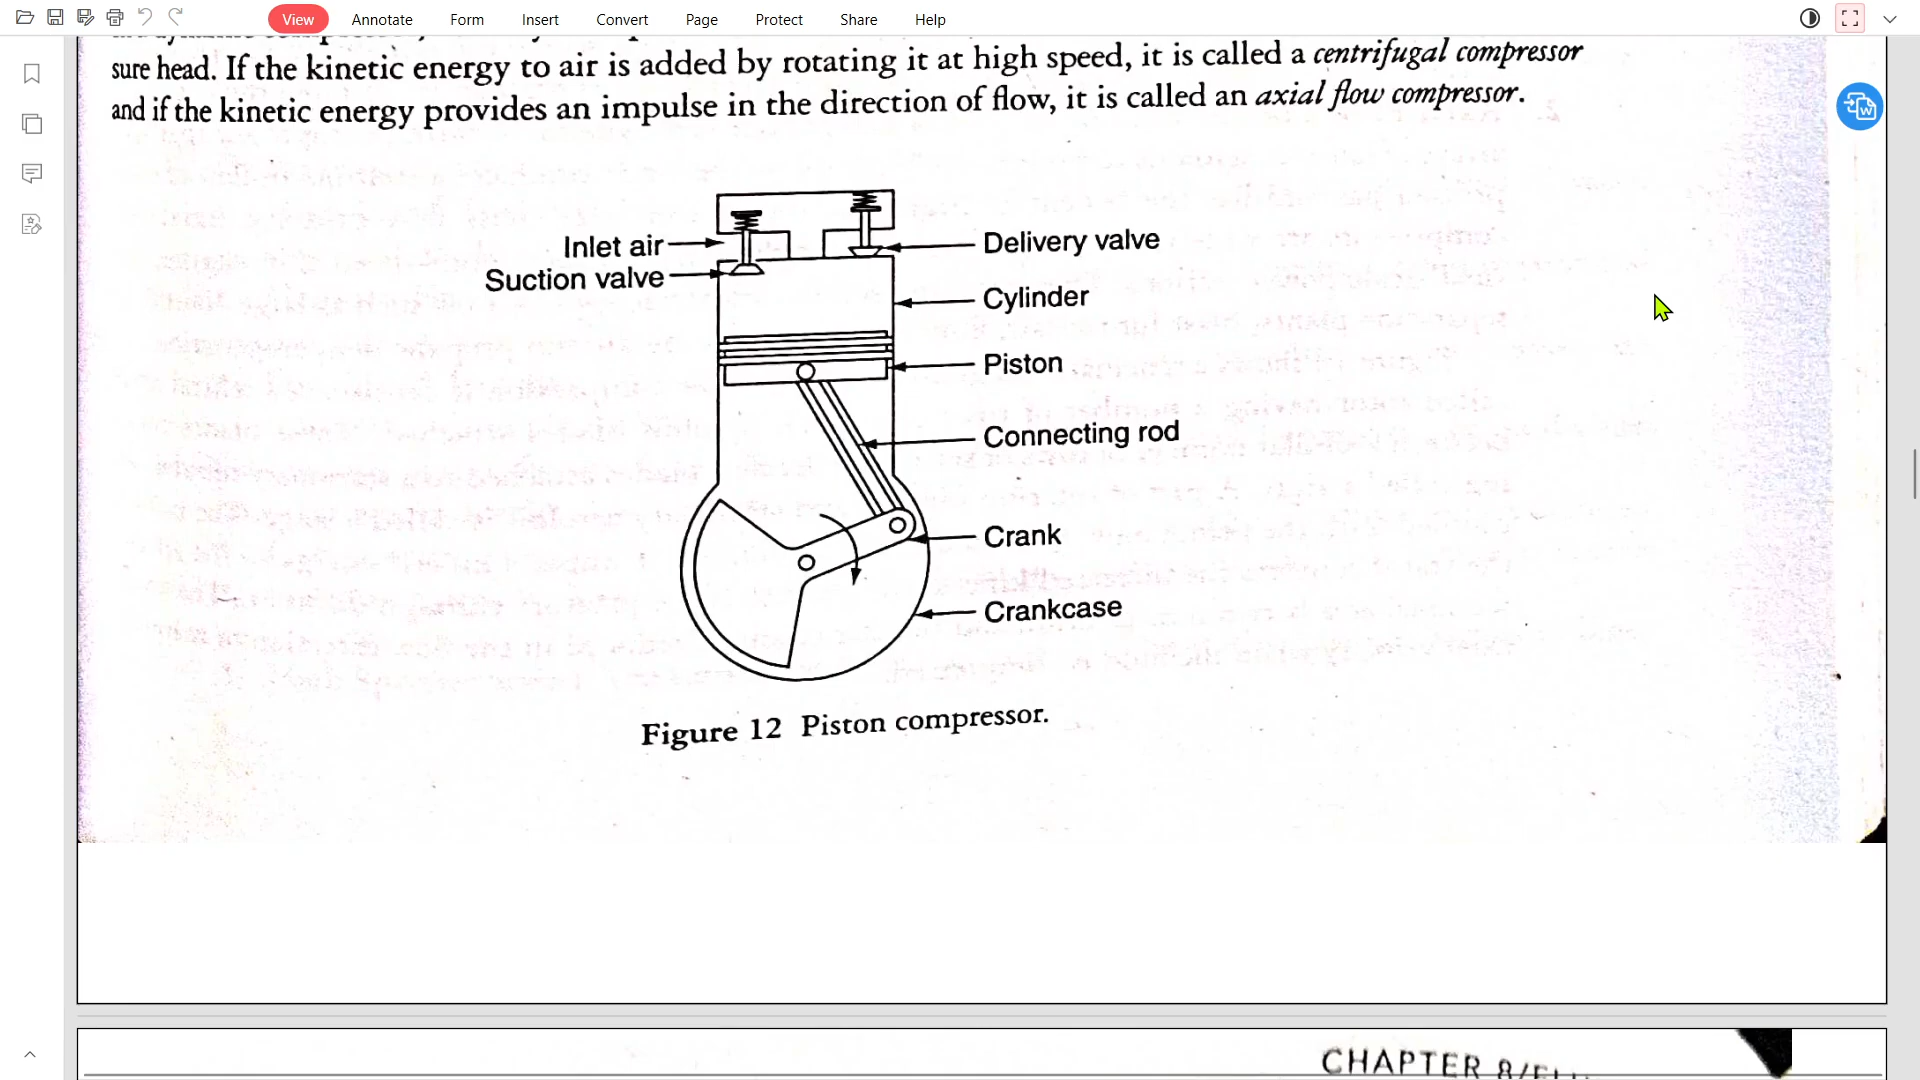 View Annotate Form Insert Convert Page Protect Share Help
sure head. If the kinetic energy to air is added by rotating it at high speed, it is called a centrifugal compressor
and if the kinetic energy provides an impulse in the direction of flow, it is called an axial flow compressor.
Inlet air
Suction valve
Delivery valve
Cylinder
Piston
Connecting rod
Crank
Crankcase
Figure 12 Piston compressor.
CHAPTER 8/